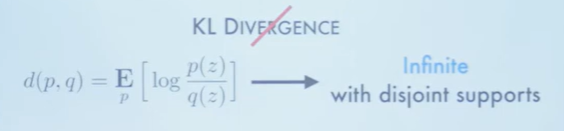 KL DIVERGENCE
d(p, q) = E_p [ log p(z)/q(z) ]
Infinite
with disjoint supports